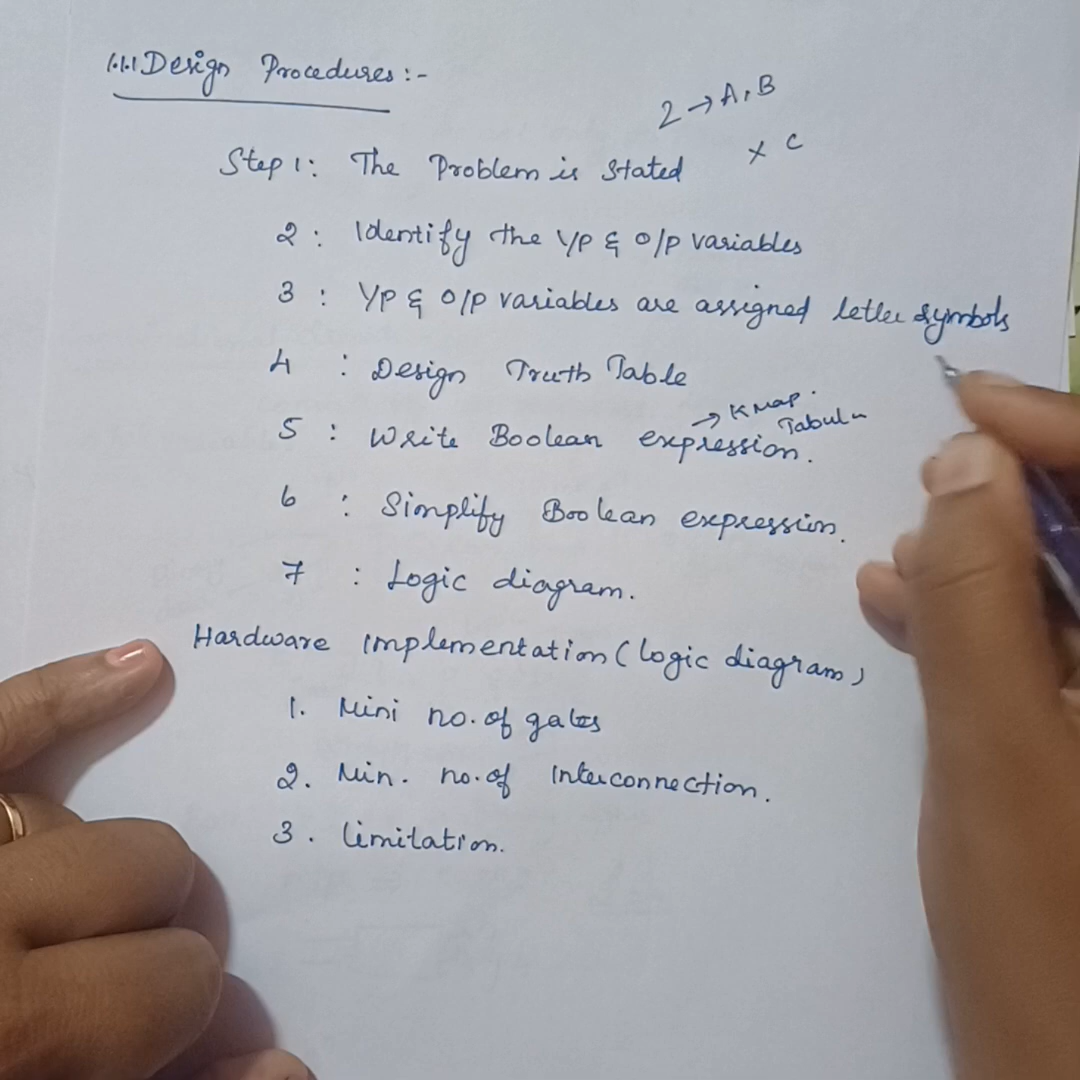 1.1.1 Design Procedures :-
2 → A, B
x C
Step 1: The Problem is stated
2 : Identify the I/P & O/P variables
3 : I/P & O/P variables are assigned letter symbols
4 : Design Truth Table
→ K Map.
Tabuln
5 : Write Boolean expression.
6 : Simplify Boolean expression.
7 : Logic diagram.
Hardware implementation (logic diagram)
1. Mini no. of gates
2. Min. no. of Interconnection.
3. limitation.